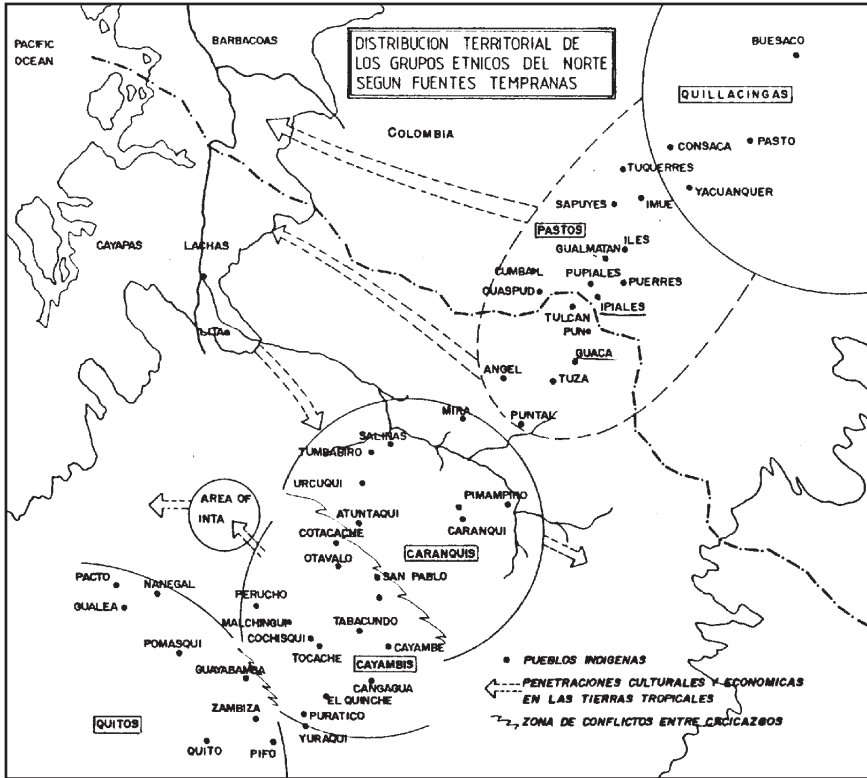 PACIFIC
OCEAN
BARBACOAS
DISTRIBUCION TERRITORIAL DE
LOS GRUPOS ETNICOS DEL NORTE
SEGUN FUENTES TEMPRANAS
BUESACO
QUILLACINGAS
COLOMBIA
CONSACA
PASTO
TUQUERRES
YACUANQUER
SAPUYES
IMUE
PASTOS
CAYAPAS
LACHAS
ILES
GUALMATAN
CUMBAL
PUPIALES
PUERRES
CUASPUD
IPIALES
TULCAN
PUN
LITA
GUACA
ANGEL
TUZA
MIRA
PUNTAL
SALINAS
TUMBABIRO
URCUQUI
PIMAMPIRO
AREA OF
INTA
ATUNTAQUI
CARANQUI
COTACACHE
CARANQUIS
OTAVALO
SAN PABLO
PACTO
NANEGAL
PERUCHO
GUALEA
MALCHINGUI
TABACUNDO
COCHISQUI
CAYAMBE
POMASQUI
TOCACHE
CAYAMBIS
GUAYABAMBA
CANGAGUA
EL QUINCHE
ZAMBIZA
PURATICO
QUITOS
YURAQUI
QUITO
PIFO
PUEBLOS INDIGENAS
PENETRACIONES CULTURALES Y ECONOMICAS
EN LAS TIERRAS TROPICALES
ZONA DE CONFLICTOS ENTRE CACICAZGOS